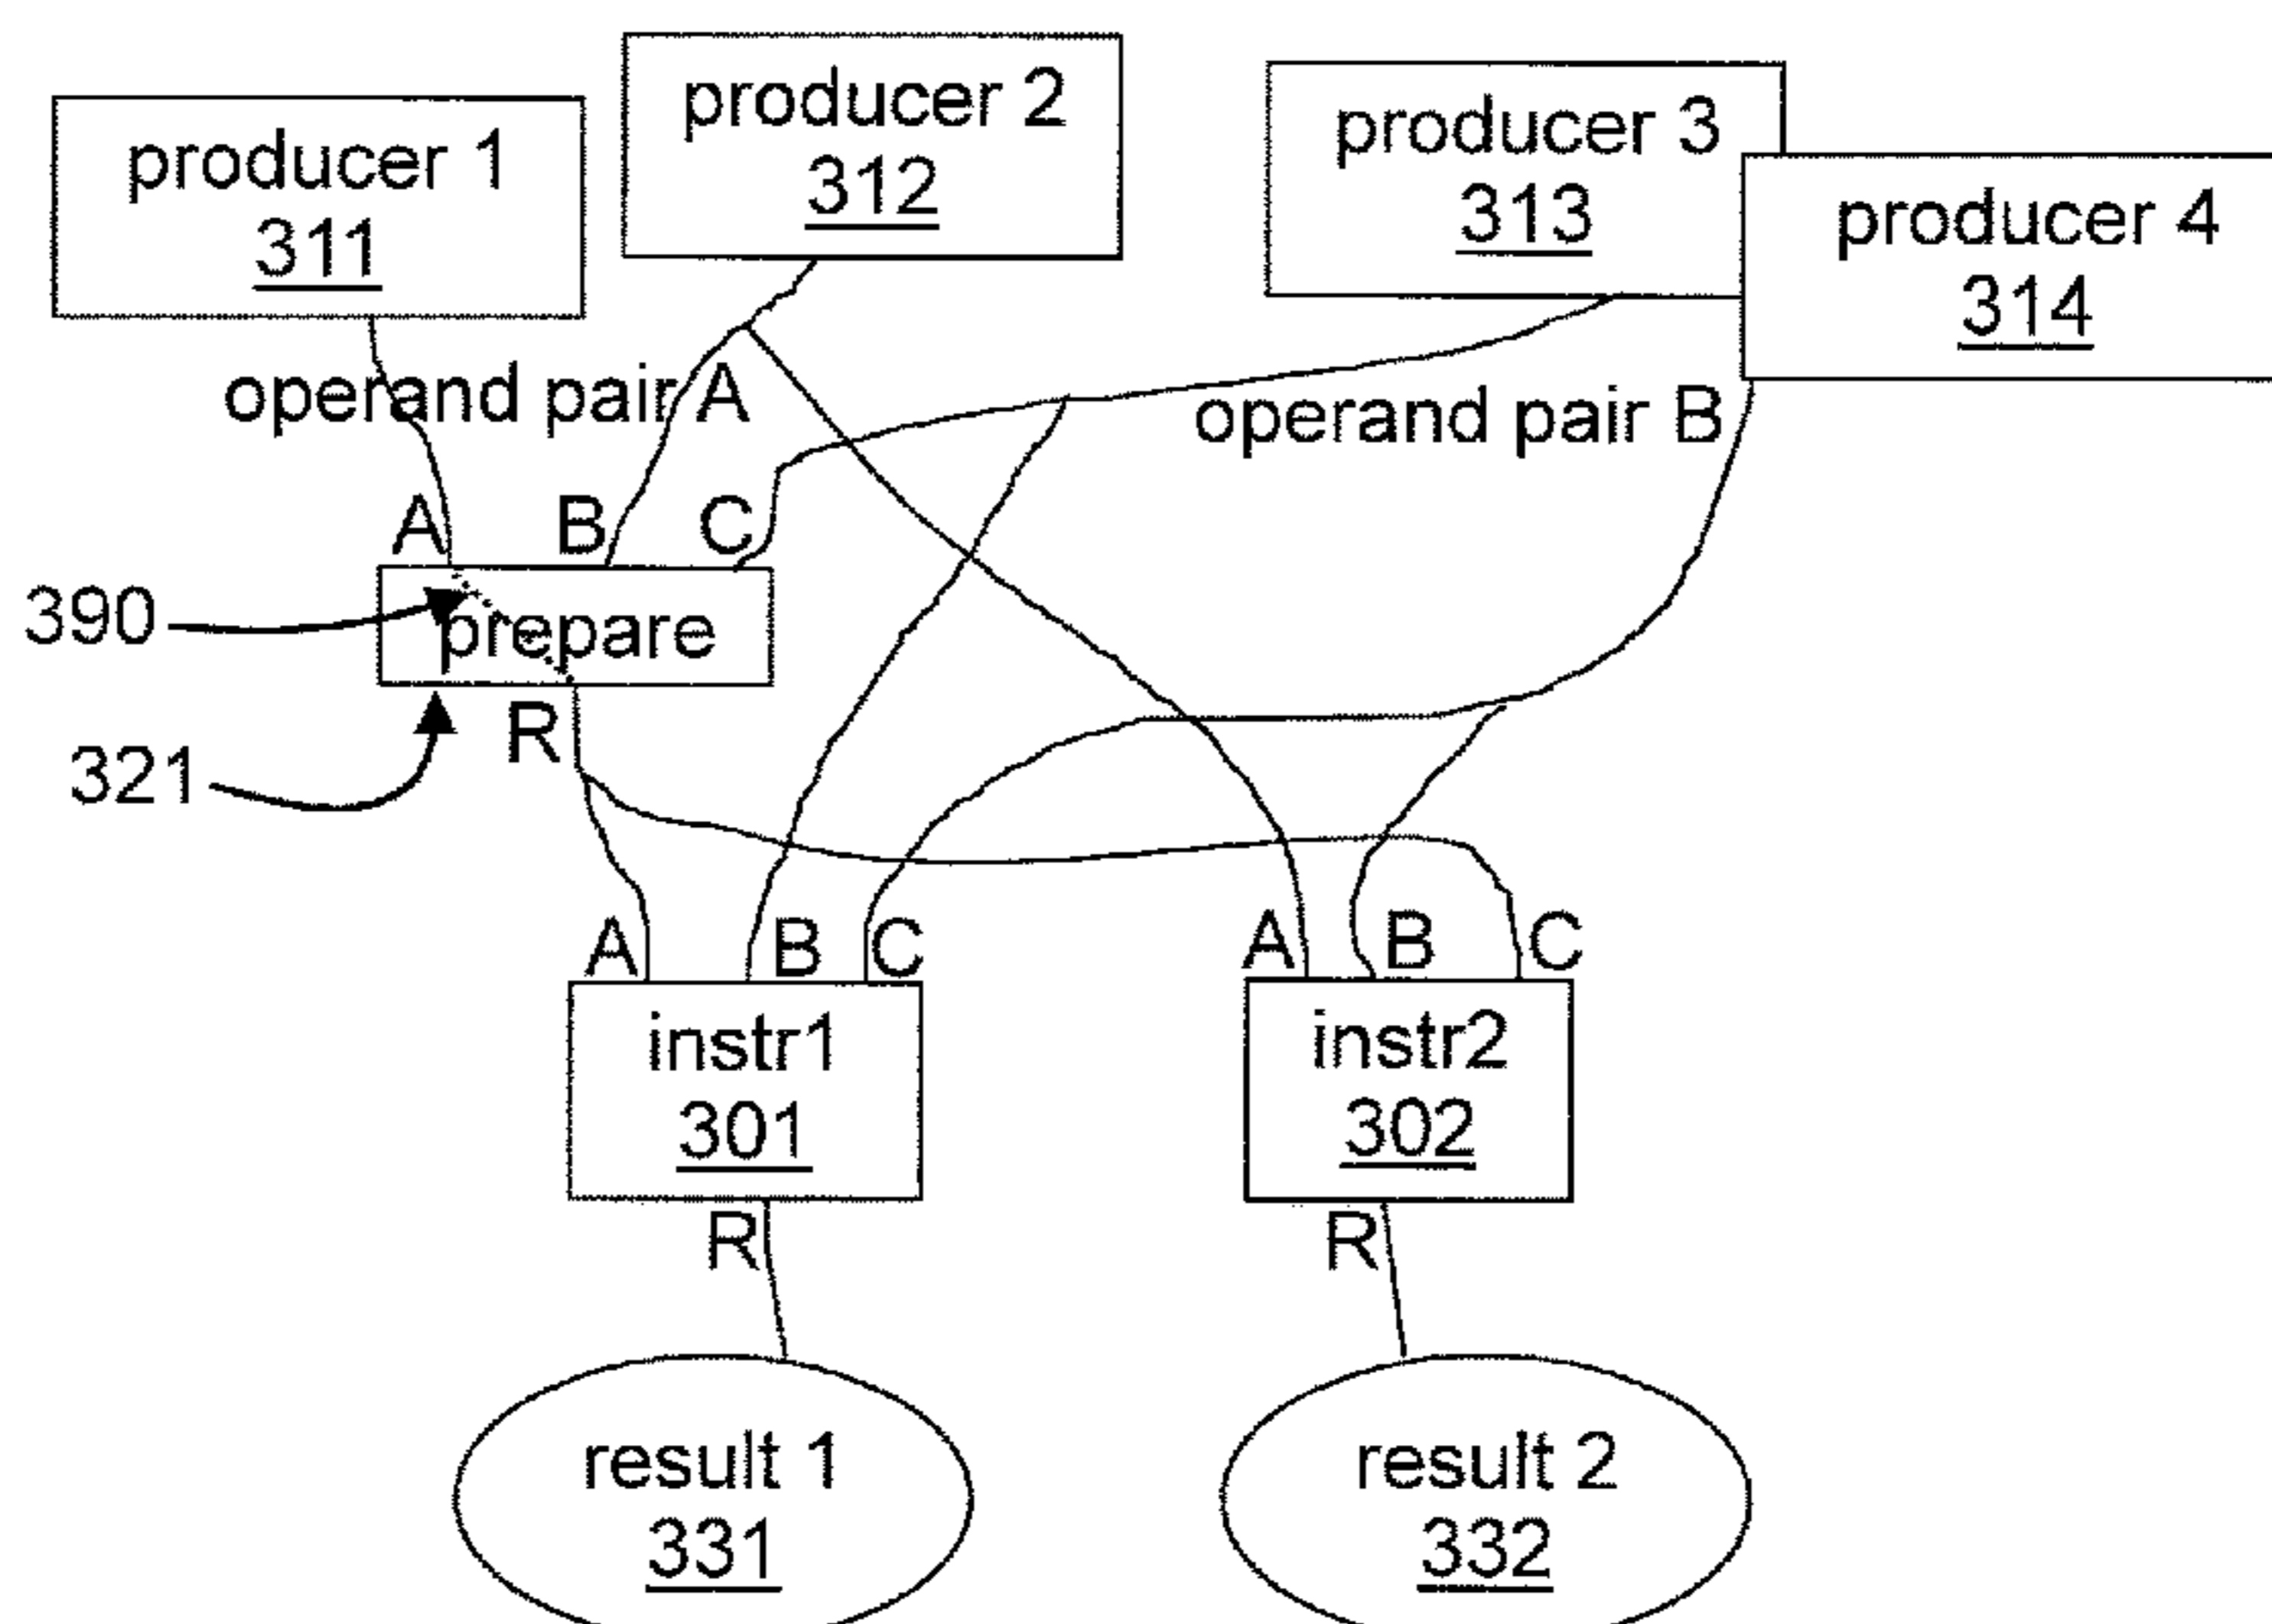 producer 1
311
producer 2
312
producer 3
313
producer 4
314
operand pair A
operand pair B
A B C
390
prepare
R
321
A B C
A B C
instr1
301
instr2
302
R
R
result 1
331
result 2
332